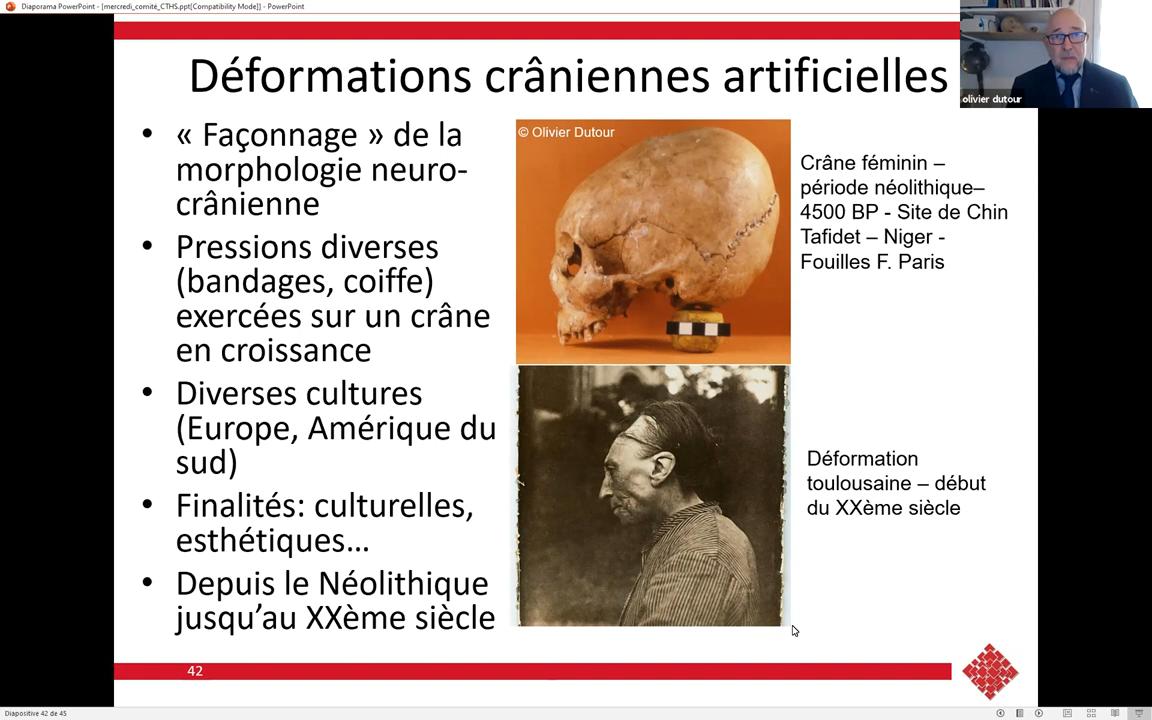 Diaporama PowerPoint - [mercredi_comité_CTHS.ppt[Compatibility Mode]] - PowerPoint
Déformations crâniennes artificielles
olivier dutour
• « Façonnage » de la
morphologie neuro-
crânienne
• Pressions diverses
(bandages, coiffe)
exercées sur un crâne
en croissance
• Diverses cultures
(Europe, Amérique du
sud)
• Finalités: culturelles,
esthétiques…
• Depuis le Néolithique
jusqu’au XXème siècle
© Olivier Dutour
Crâne féminin –
période néolithique–
4500 BP - Site de Chin
Tafidet – Niger -
Fouilles F. Paris
Déformation
toulousaine – début
du XXème siècle
42
Diapositive 42 de 45